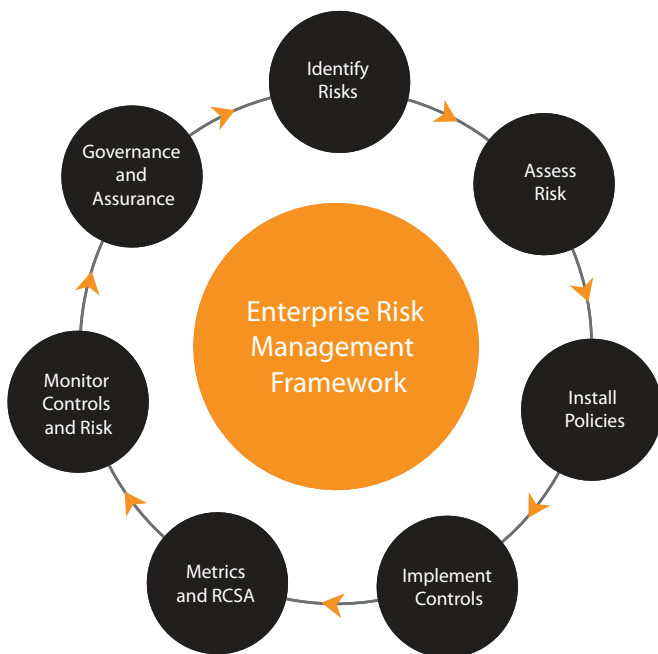 Identify
Risks
Assess
Risk
Install
Policies
Implement
Controls
Metrics
and RCSA
Monitor
Controls
and Risk
Governance
and
Assurance
Enterprise Risk
Management
Framework